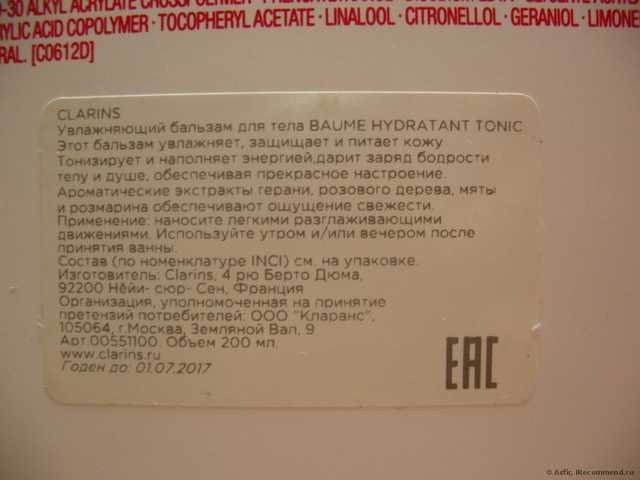 -30 ALKYL ACRYLATE CROSSPOLYMER •
RYLIC ACID COPOLYMER • TOCOPHERYL ACETATE • LINALOOL • CITRONELLOL • GERANIOL • LIMONE
RAL. [C0612D]
CLARINS
Увлажняющий бальзам для тела BAUME HYDRATANT TONIC
Этот бальзам увлажняет, защищает и питает кожу
Тонизирует и наполняет энергией,дарит заряд бодрости
телу и душе, обеспечивая прекрасное настроение.
Ароматические экстракты герани, розового дерева, мяты
и розмарина обеспечивают ощущение свежести.
Применение: наносите легкими разглаживающими
движениями. Используйте утром и/или вечером после
принятия ванны.
Состав (по номенклатуре INCI) см. на упаковке.
Изготовитель: Clarins, 4 рю Берто Дюма,
92200 Нёйи- сюр- Сен, Франция
Организация, уполномоченная на принятие
претензий потребителей: ООО "Кларанс",
105064, г.Москва, Земляной Вал, 9
Арт.00551100. Объем 200 мл.
www.clarins.ru
Годен до: 01.07.2017
EAC
© Asfic, IRecommend.ru